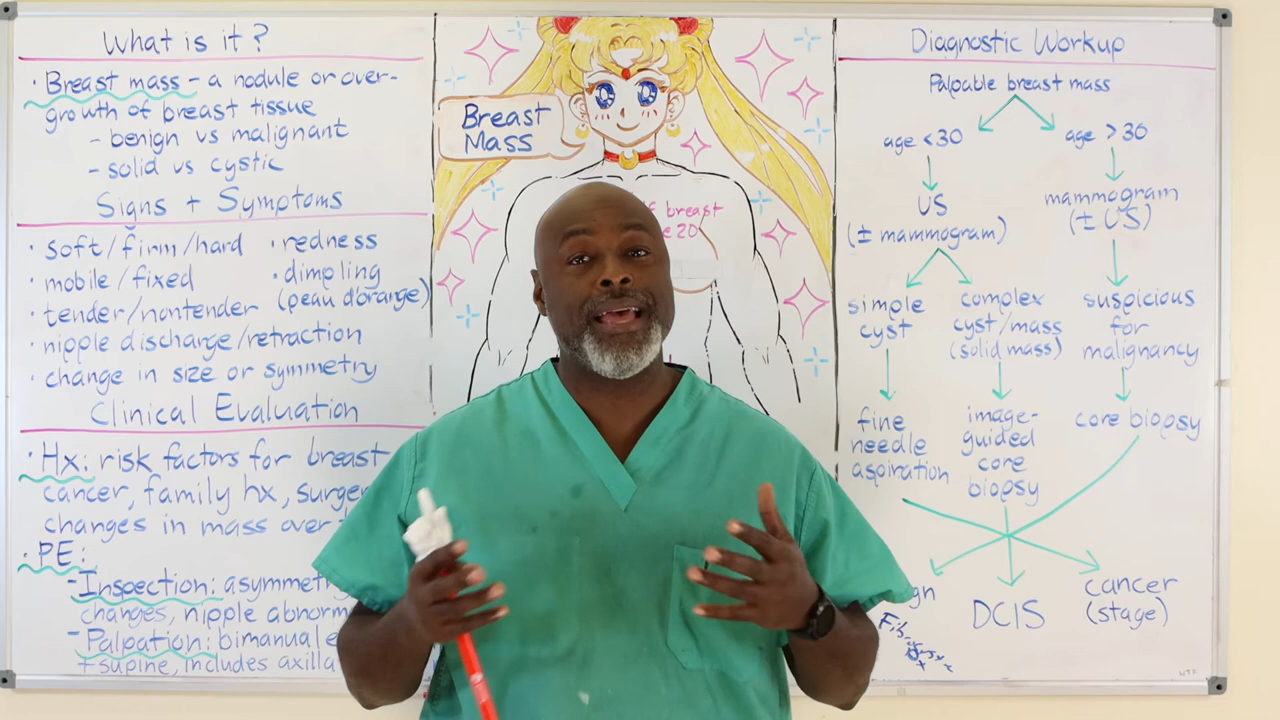 What is it?
• Breast mass - a nodule or over-
growth of breast tissue
- benign vs malignant
- solid vs cystic
Signs + Symptoms
• soft/firm/hard
• mobile/fixed
• tender/nontender
• nipple discharge/retraction
• change in size or symmetry
• redness
• dimpling
(peau d'orange)
Clinical Evaluation
• Hx: risk factors for breast
cancer, family hx,
changes in mass
• PE:
- Inspection:
changes, nipple
- Palpation: bimanual
+ supine, includes axilla
Breast
Mass
breast
20
Diagnostic Workup
Palpable breast mass
age <30
US
(± mammogram)
simple
cyst
fine
needle
aspiration
complex
cyst/mass
(solid mass)
image-
guided
core
biopsy
age >30
mammogram
(± US)
suspicious
for
malignancy
core biopsy
DCIS
cancer
(stage)
WTF